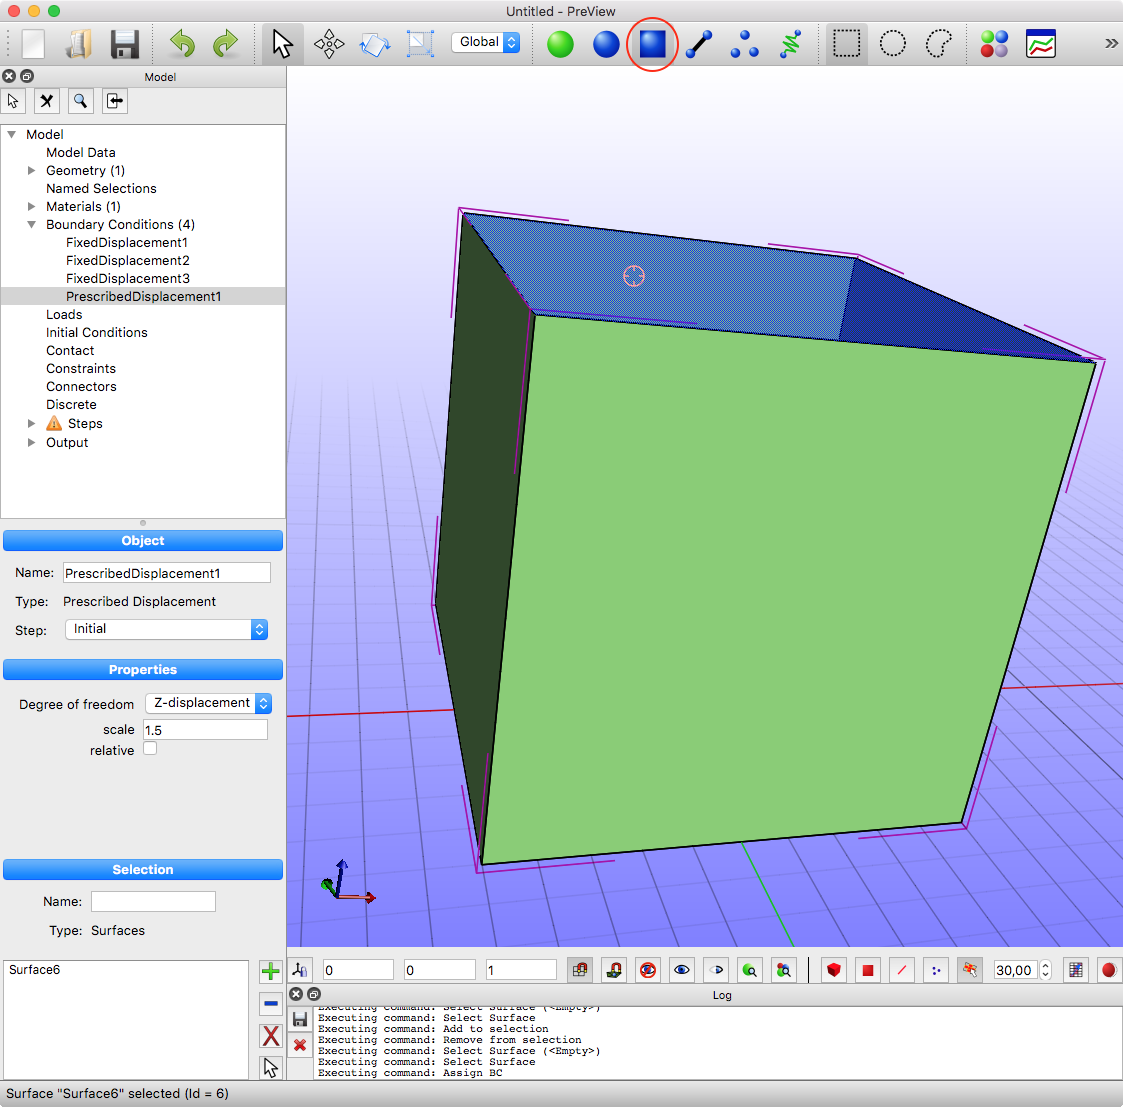 Untitled - PreView
Global
Model
Model
Model Data
Geometry (1)
Named Selections
Materials (1)
Boundary Conditions (4)
FixedDisplacement1
FixedDisplacement2
FixedDisplacement3
PrescribedDisplacement1
Loads
Initial Conditions
Contact
Constraints
Connectors
Discrete
Steps
Output
Object
Name: PrescribedDisplacement1
Type: Prescribed Displacement
Step: Initial
Properties
Degree of freedom Z-displacement
scale 1.5
relative
Selection
Name:
Type: Surfaces
Surface6
0 0 1 30,00
Log
Executing command: Select Surface (<Empty>)
Executing command: Select Surface
Executing command: Add to selection
Executing command: Remove from selection
Executing command: Select Surface (<Empty>)
Executing command: Select Surface
Executing command: Assign BC
Surface "Surface6" selected (Id = 6)